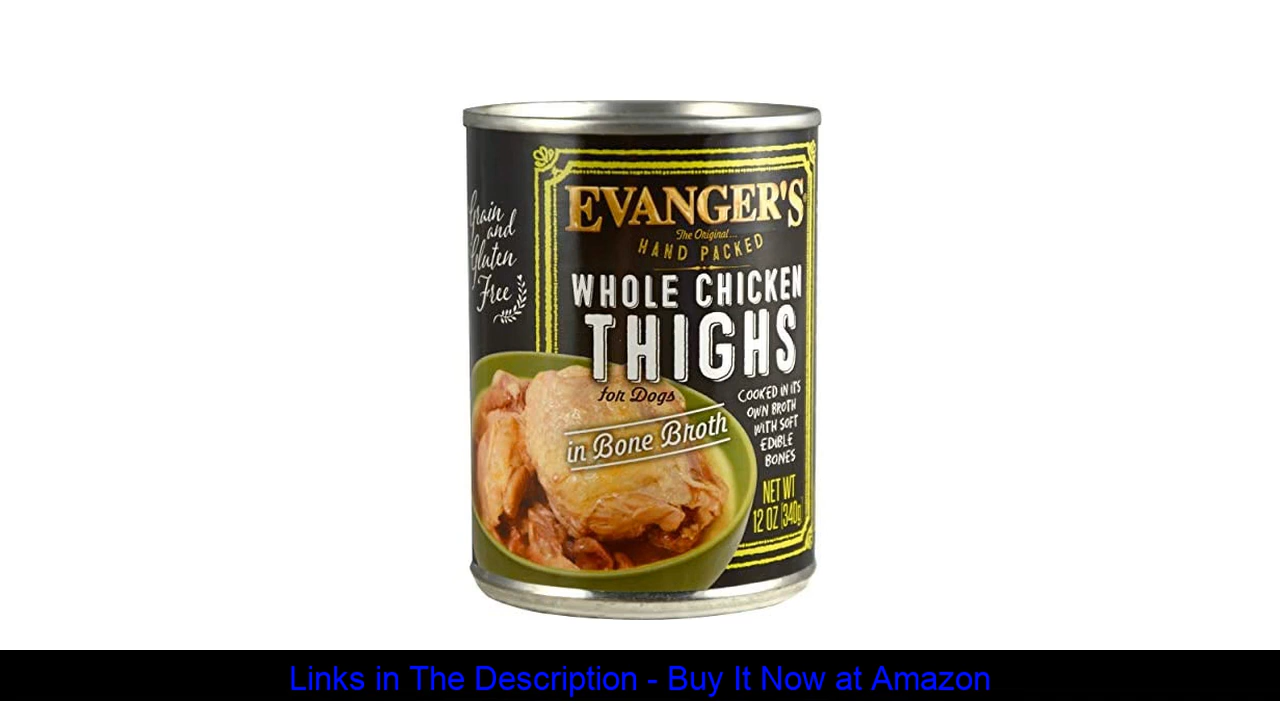 Grain
and
Gluten
Free
EVANGER'S
The Original...
HAND PACKED
WHOLE CHICKEN
THIGHS
for Dogs
in Bone Broth
COOKED IN IT'S
OWN BROTH
WITH SOFT
EDIBLE
BONES
NET WT
12 OZ (340g)
Links in The Description - Buy It Now at Amazon